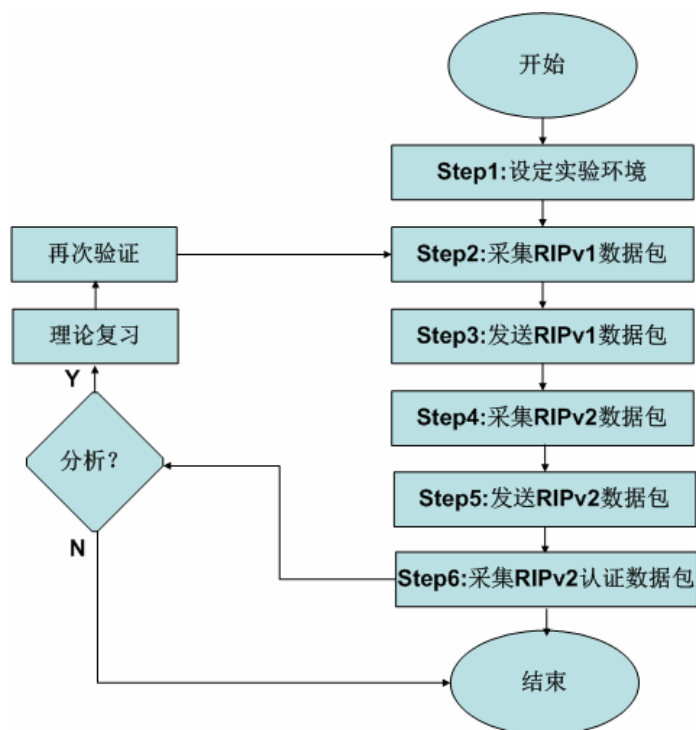 开始
Step1:设定实验环境
再次验证
Step2:采集RIPv1数据包
理论复习
Step3:发送RIPv1数据包
Y
Step4:采集RIPv2数据包
分析？
Step5:发送RIPv2数据包
N
Step6:采集RIPv2认证数据包
结束